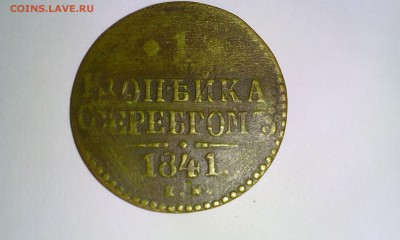 COINS.LAVE.RU
1
КОПѢЙКА
СЕРЕБРОМЪ
1841.